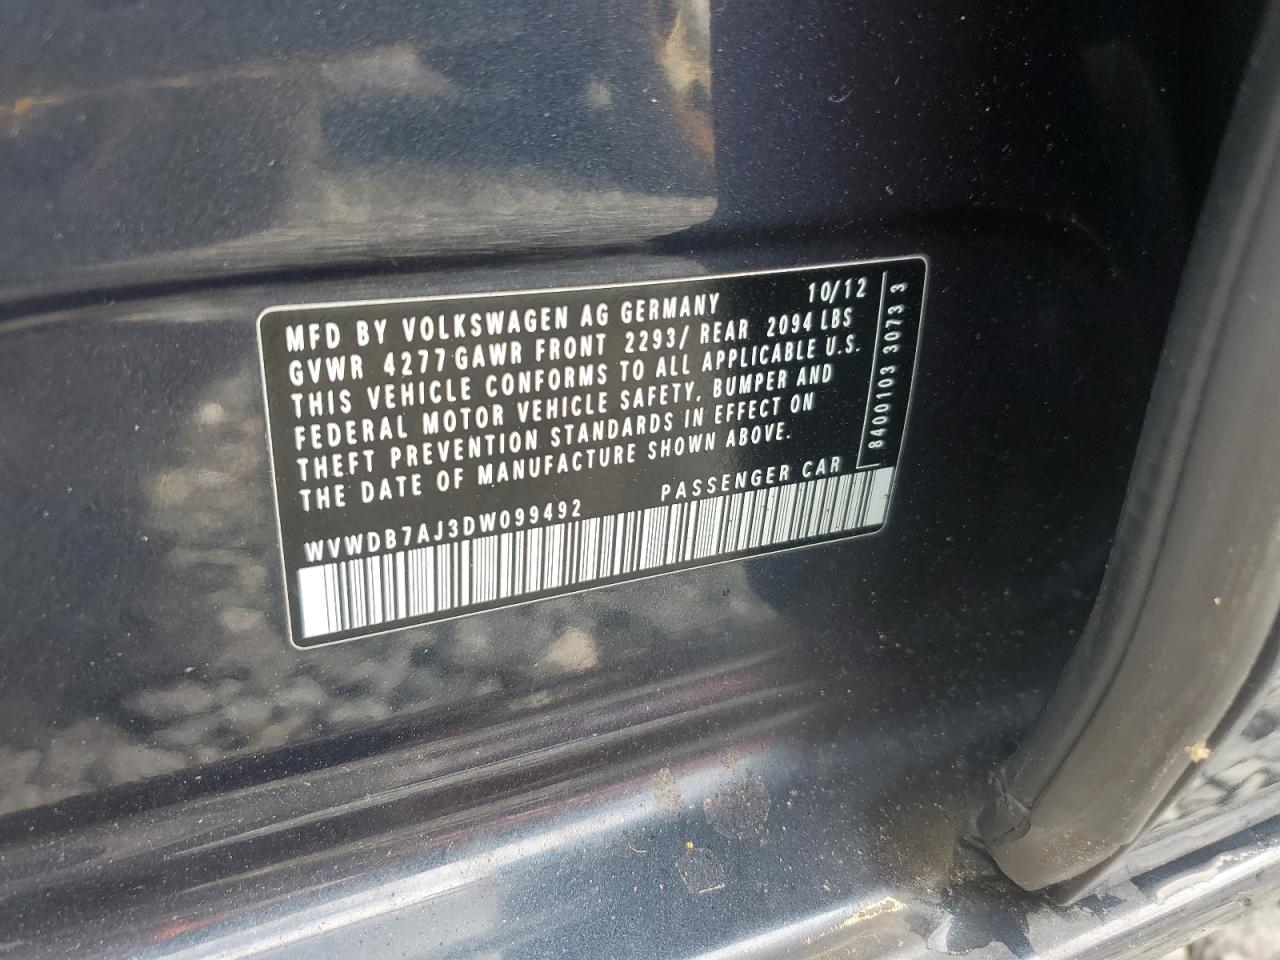 MFD BY VOLKSWAGEN AG GERMANY 10/12
GVWR 4277 GAWR FRONT 2293/ REAR 2094 LBS
THIS VEHICLE CONFORMS TO ALL APPLICABLE U.S.
FEDERAL MOTOR VEHICLE SAFETY, BUMPER AND
THEFT PREVENTION STANDARDS IN EFFECT ON
THE DATE OF MANUFACTURE SHOWN ABOVE.
WVWDB7AJ3DW099492 PASSENGER CAR
8400103 3073 3